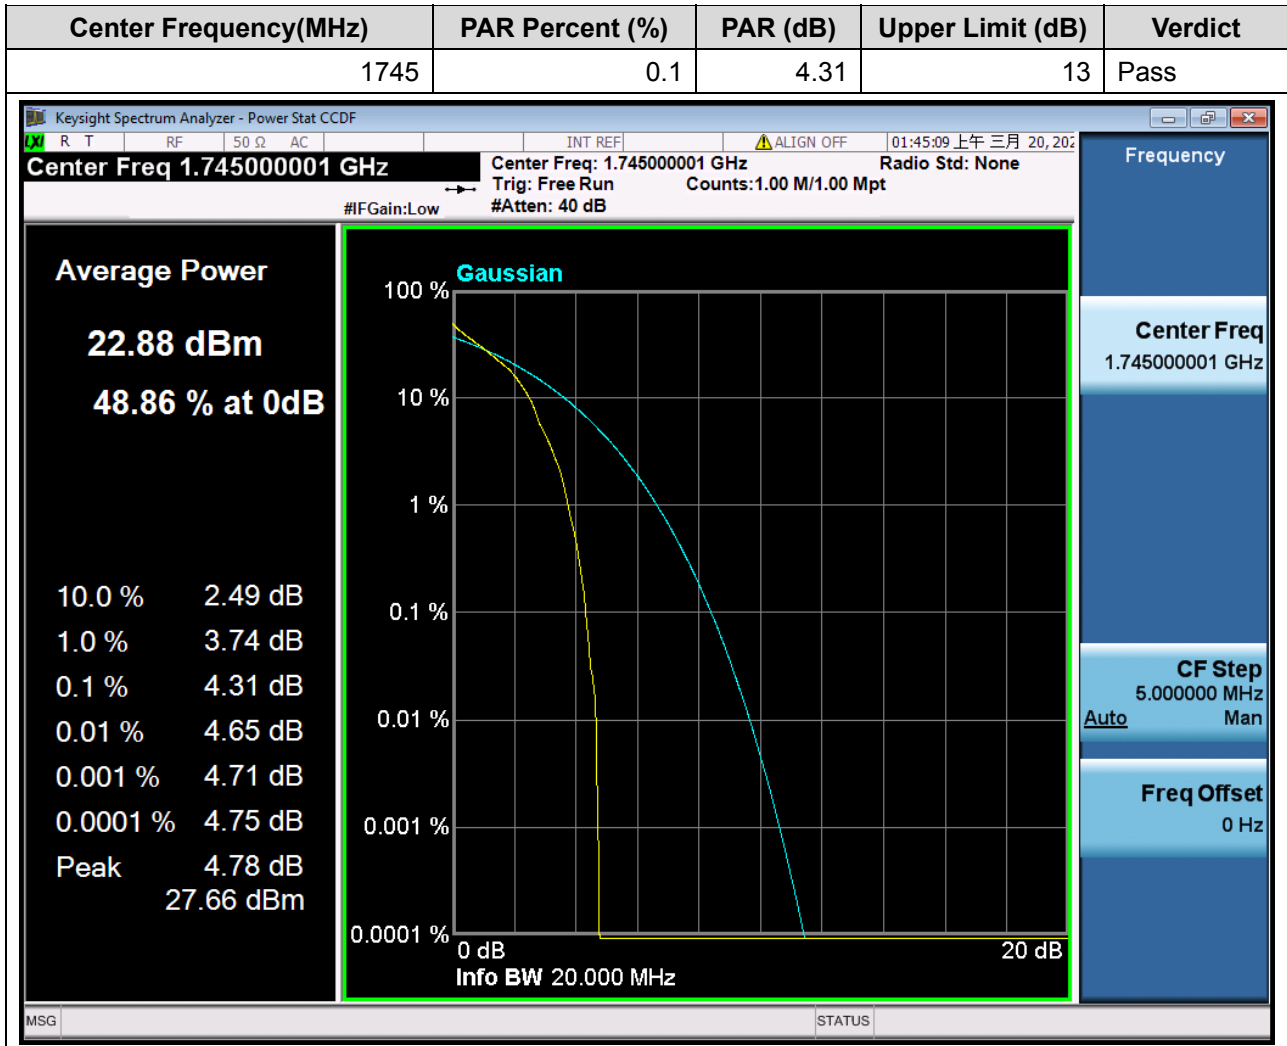 Center Frequency(MHz) PAR Percent (%) PAR (dB) Upper Limit (dB) Verdict
1745 0.1 4.31 13 Pass
Keysight Spectrum Analyzer - Power Stat CCDF
LXI R T RF 50 Ω AC INT REF ALIGN OFF 01:45:09 上午 三月 20, 202
Center Freq 1.745000001 GHz
Center Freq: 1.745000001 GHz Radio Std: None
Trig: Free Run Counts:1.00 M/1.00 Mpt
#IFGain:Low #Atten: 40 dB
Average Power
22.88 dBm
48.86 % at 0dB
10.0 % 2.49 dB
1.0 % 3.74 dB
0.1 % 4.31 dB
0.01 % 4.65 dB
0.001 % 4.71 dB
0.0001 % 4.75 dB
Peak 4.78 dB
27.66 dBm
Gaussian
100 %
10 %
1 %
0.1 %
0.01 %
0.001 %
0.0001 %
0 dB 20 dB
Info BW 20.000 MHz
Frequency
Center Freq
1.745000001 GHz
CF Step
5.000000 MHz
Auto Man
Freq Offset
0 Hz
MSG STATUS